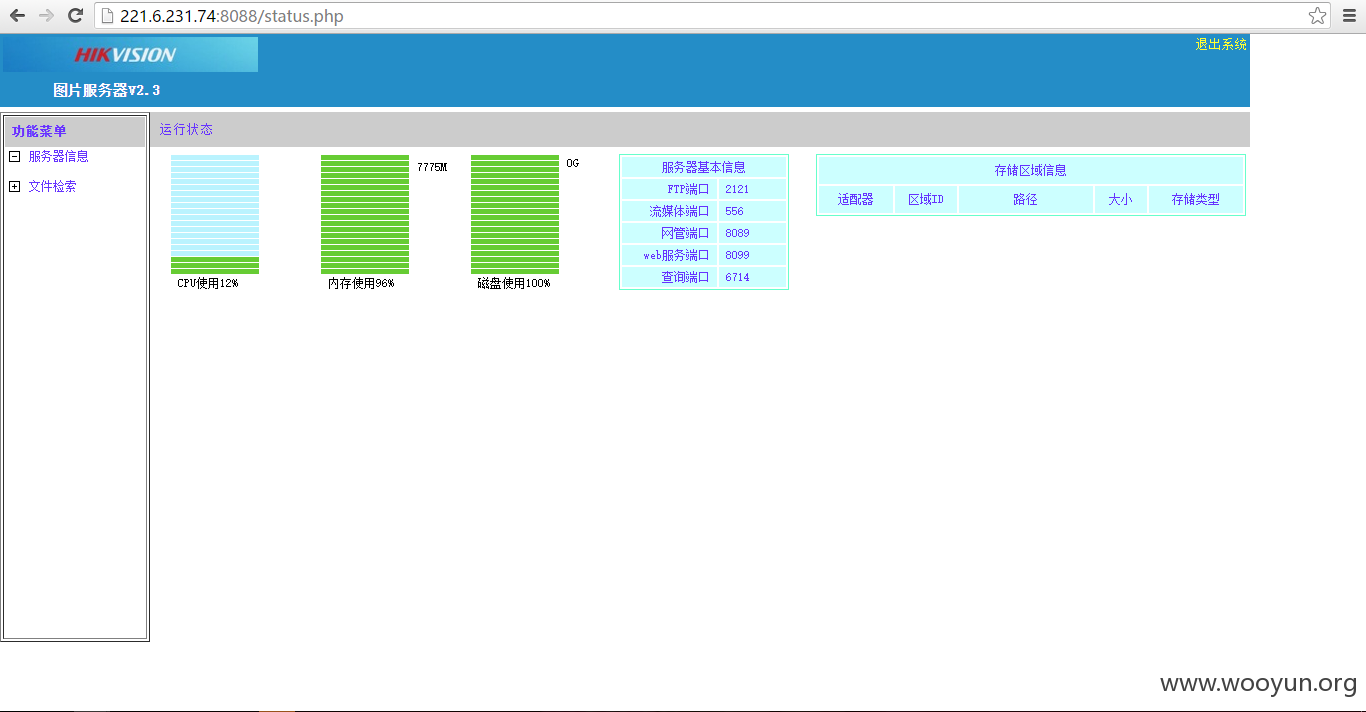 221.6.231.74:8088/status.php
HIKVISION
退出系统
图片服务器V2.3
功能菜单
运行状态
服务器信息
文件检索
7775M
0G
CPU使用12%
内存使用96%
磁盘使用100%
服务器基本信息
FTP端口 2121
流媒体端口 556
网管端口 8089
web服务端口 8099
查询端口 6714
存储区域信息
适配器 区域ID 路径 大小 存储类型
www.wooyun.org